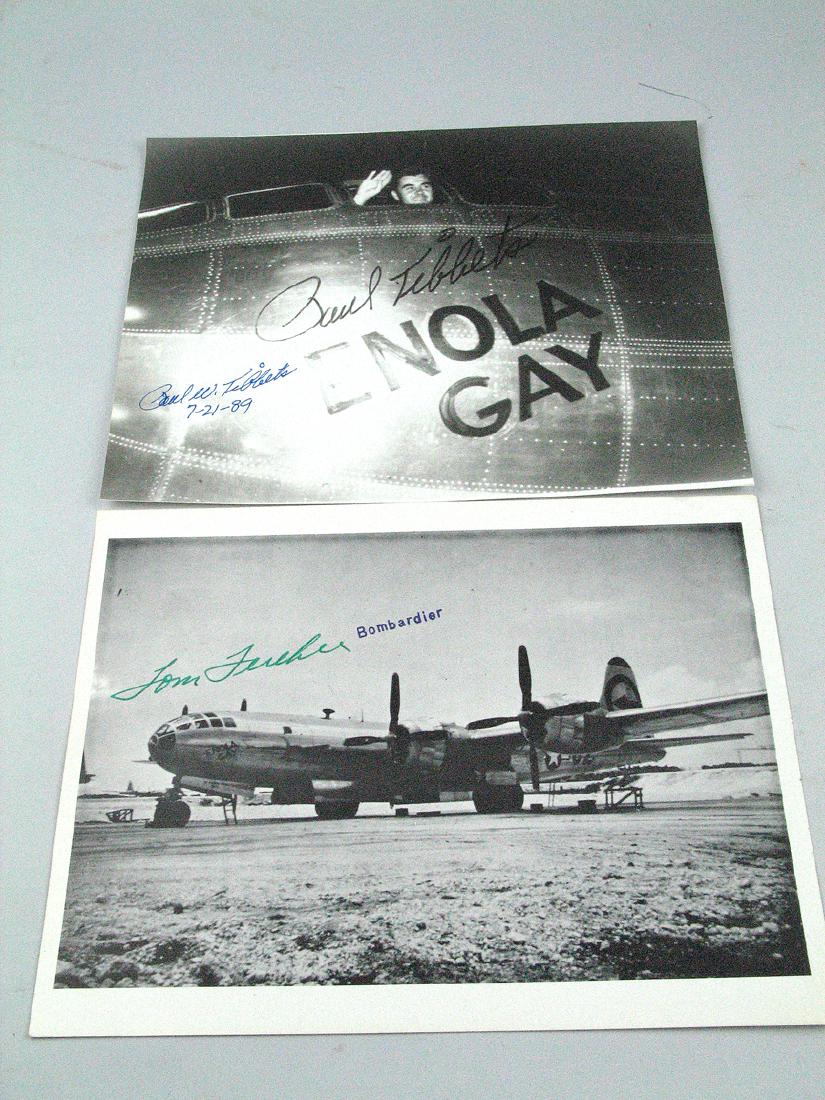 Paul Tibbets
ENOLA
GAY
Paul W. Tibbets
7-21-89
Bombardier
Tom Ferebee